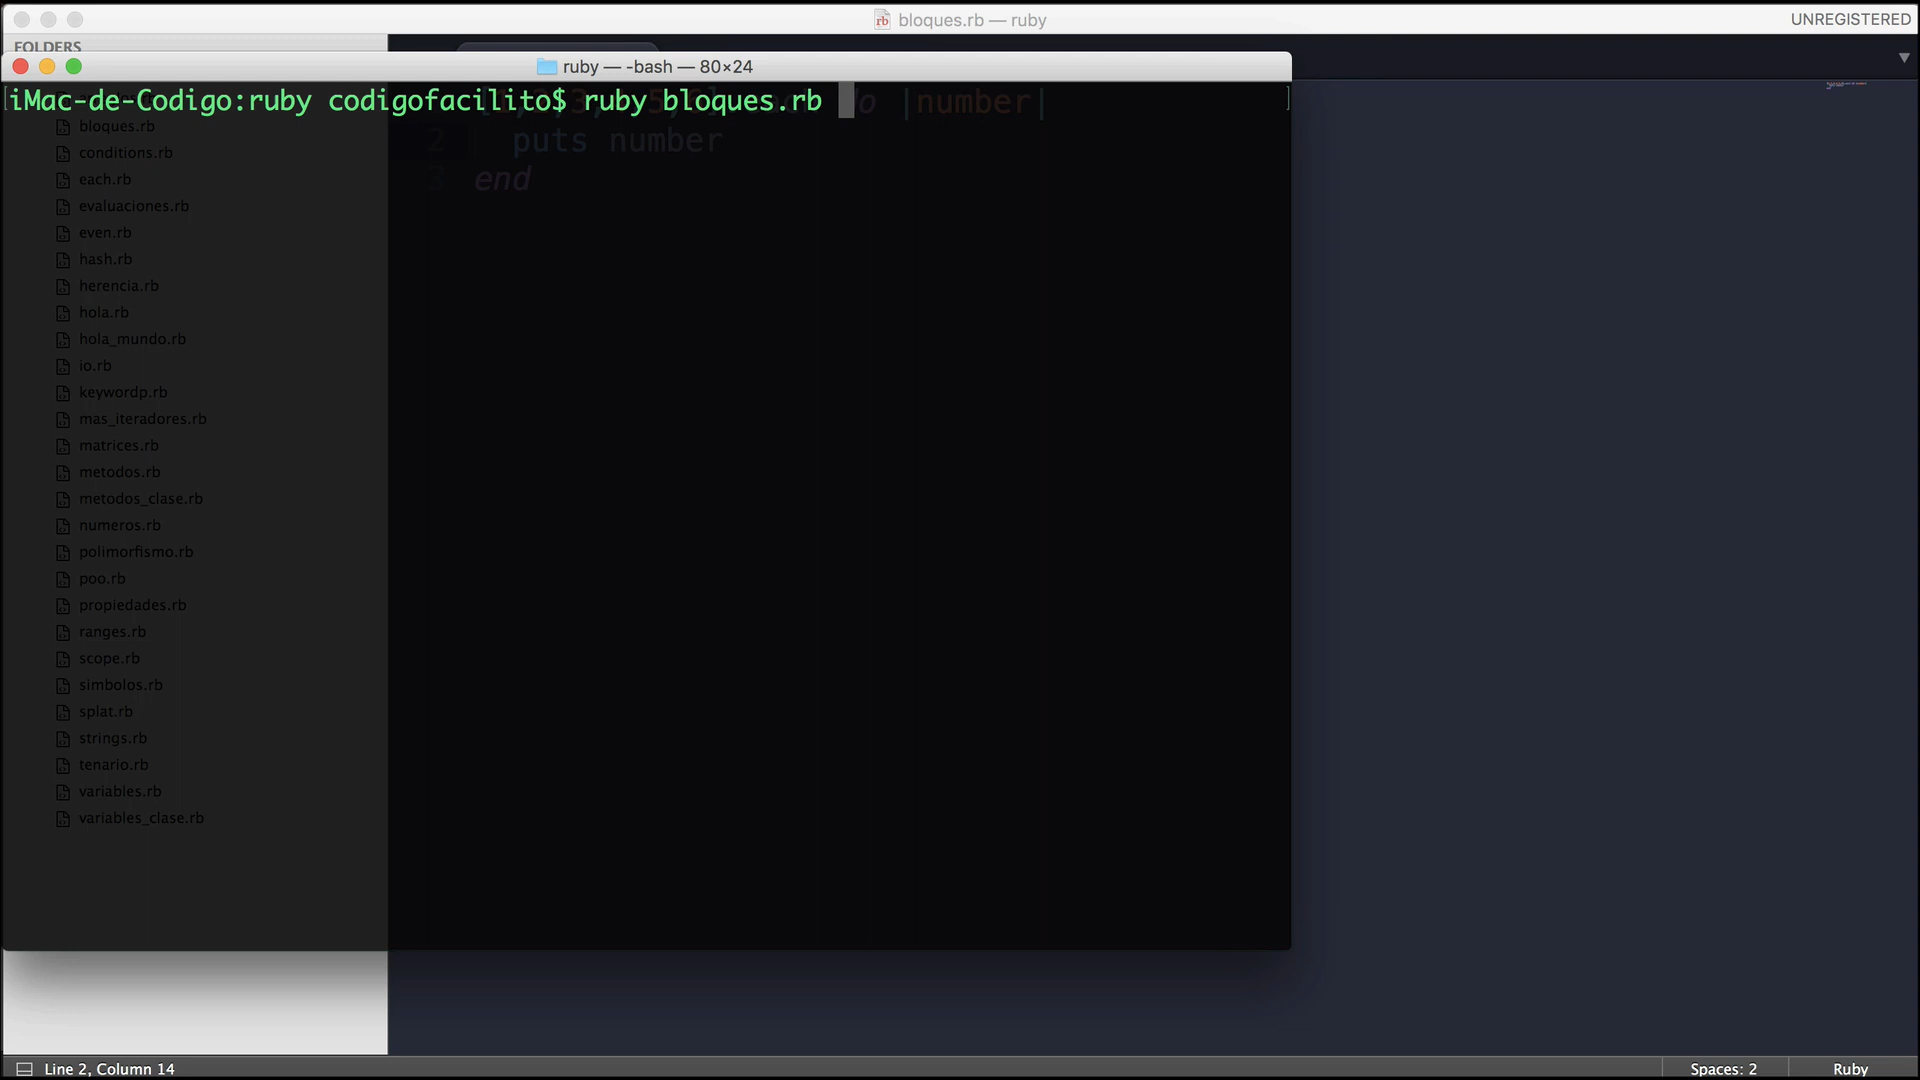 bloques.rb — ruby
UNREGISTERED
FOLDERS
ruby — -bash — 80×24
iMac-de-Codigo:ruby codigofacilito$ ruby bloques.rb
|number|
2 puts number
3 end
bloques.rb
conditions.rb
each.rb
evaluaciones.rb
even.rb
hash.rb
herencia.rb
hola.rb
hola_mundo.rb
io.rb
keywordp.rb
mas_iteradores.rb
matrices.rb
metodos.rb
metodos_clase.rb
numeros.rb
polimorfismo.rb
poo.rb
propiedades.rb
ranges.rb
scope.rb
simbolos.rb
splat.rb
strings.rb
tenario.rb
variables.rb
variables_clase.rb
Line 2, Column 14
Spaces: 2
Ruby